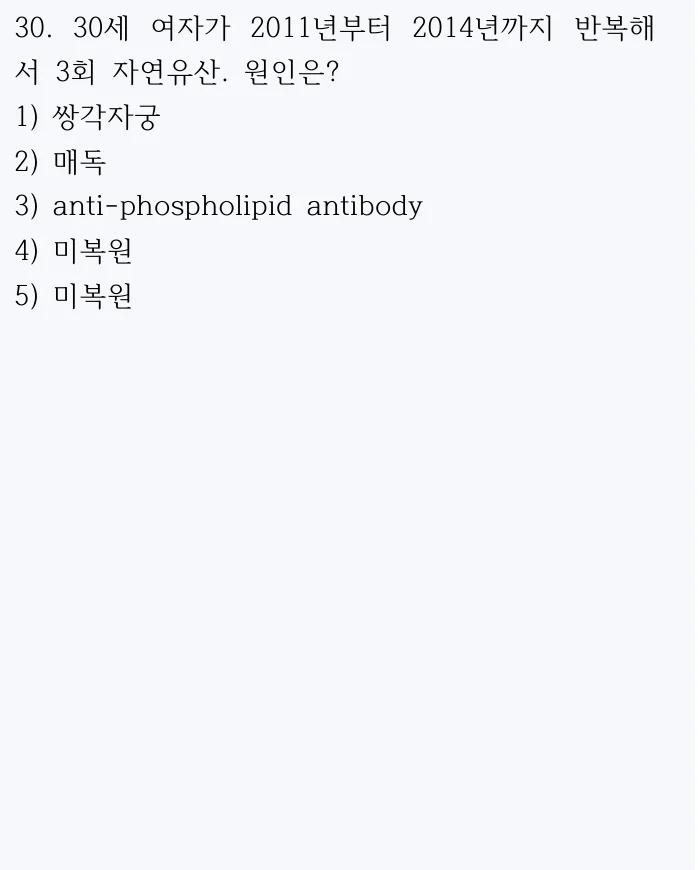 30. 30세 여자가 2011년부터 2014년까지 반복해
서 3회 자연유산. 원인은?
1) 쌍각자궁
2) 매독
3) anti-phospholipid antibody
4) 미복원
5) 미복원